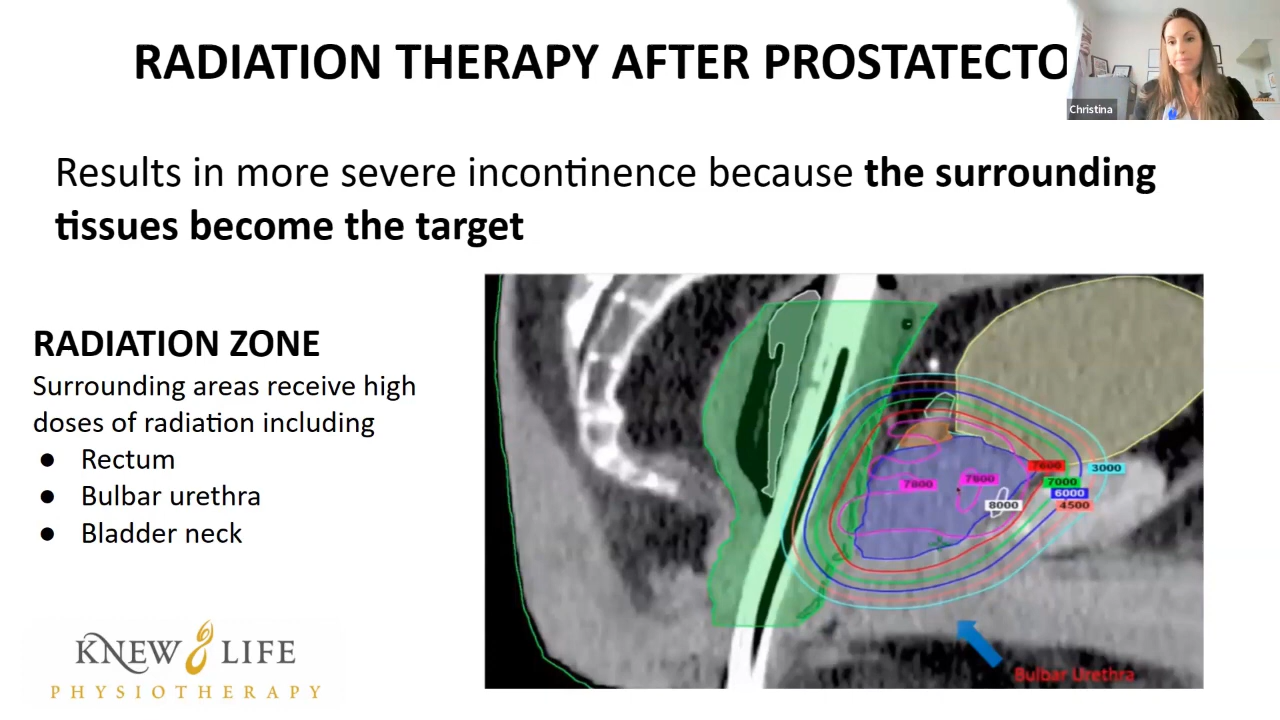 RADIATION THERAPY AFTER PROSTATECTO
Christina
Results in more severe incontinence because the surrounding
tissues become the target
RADIATION ZONE
Surrounding areas receive high
doses of radiation including
● Rectum
● Bulbar urethra
● Bladder neck
7600
3000
7800
7800
7000
6000
8000
4500
Bulbar Urethra
KNEW LIFE
PHYSIOTHERAPY